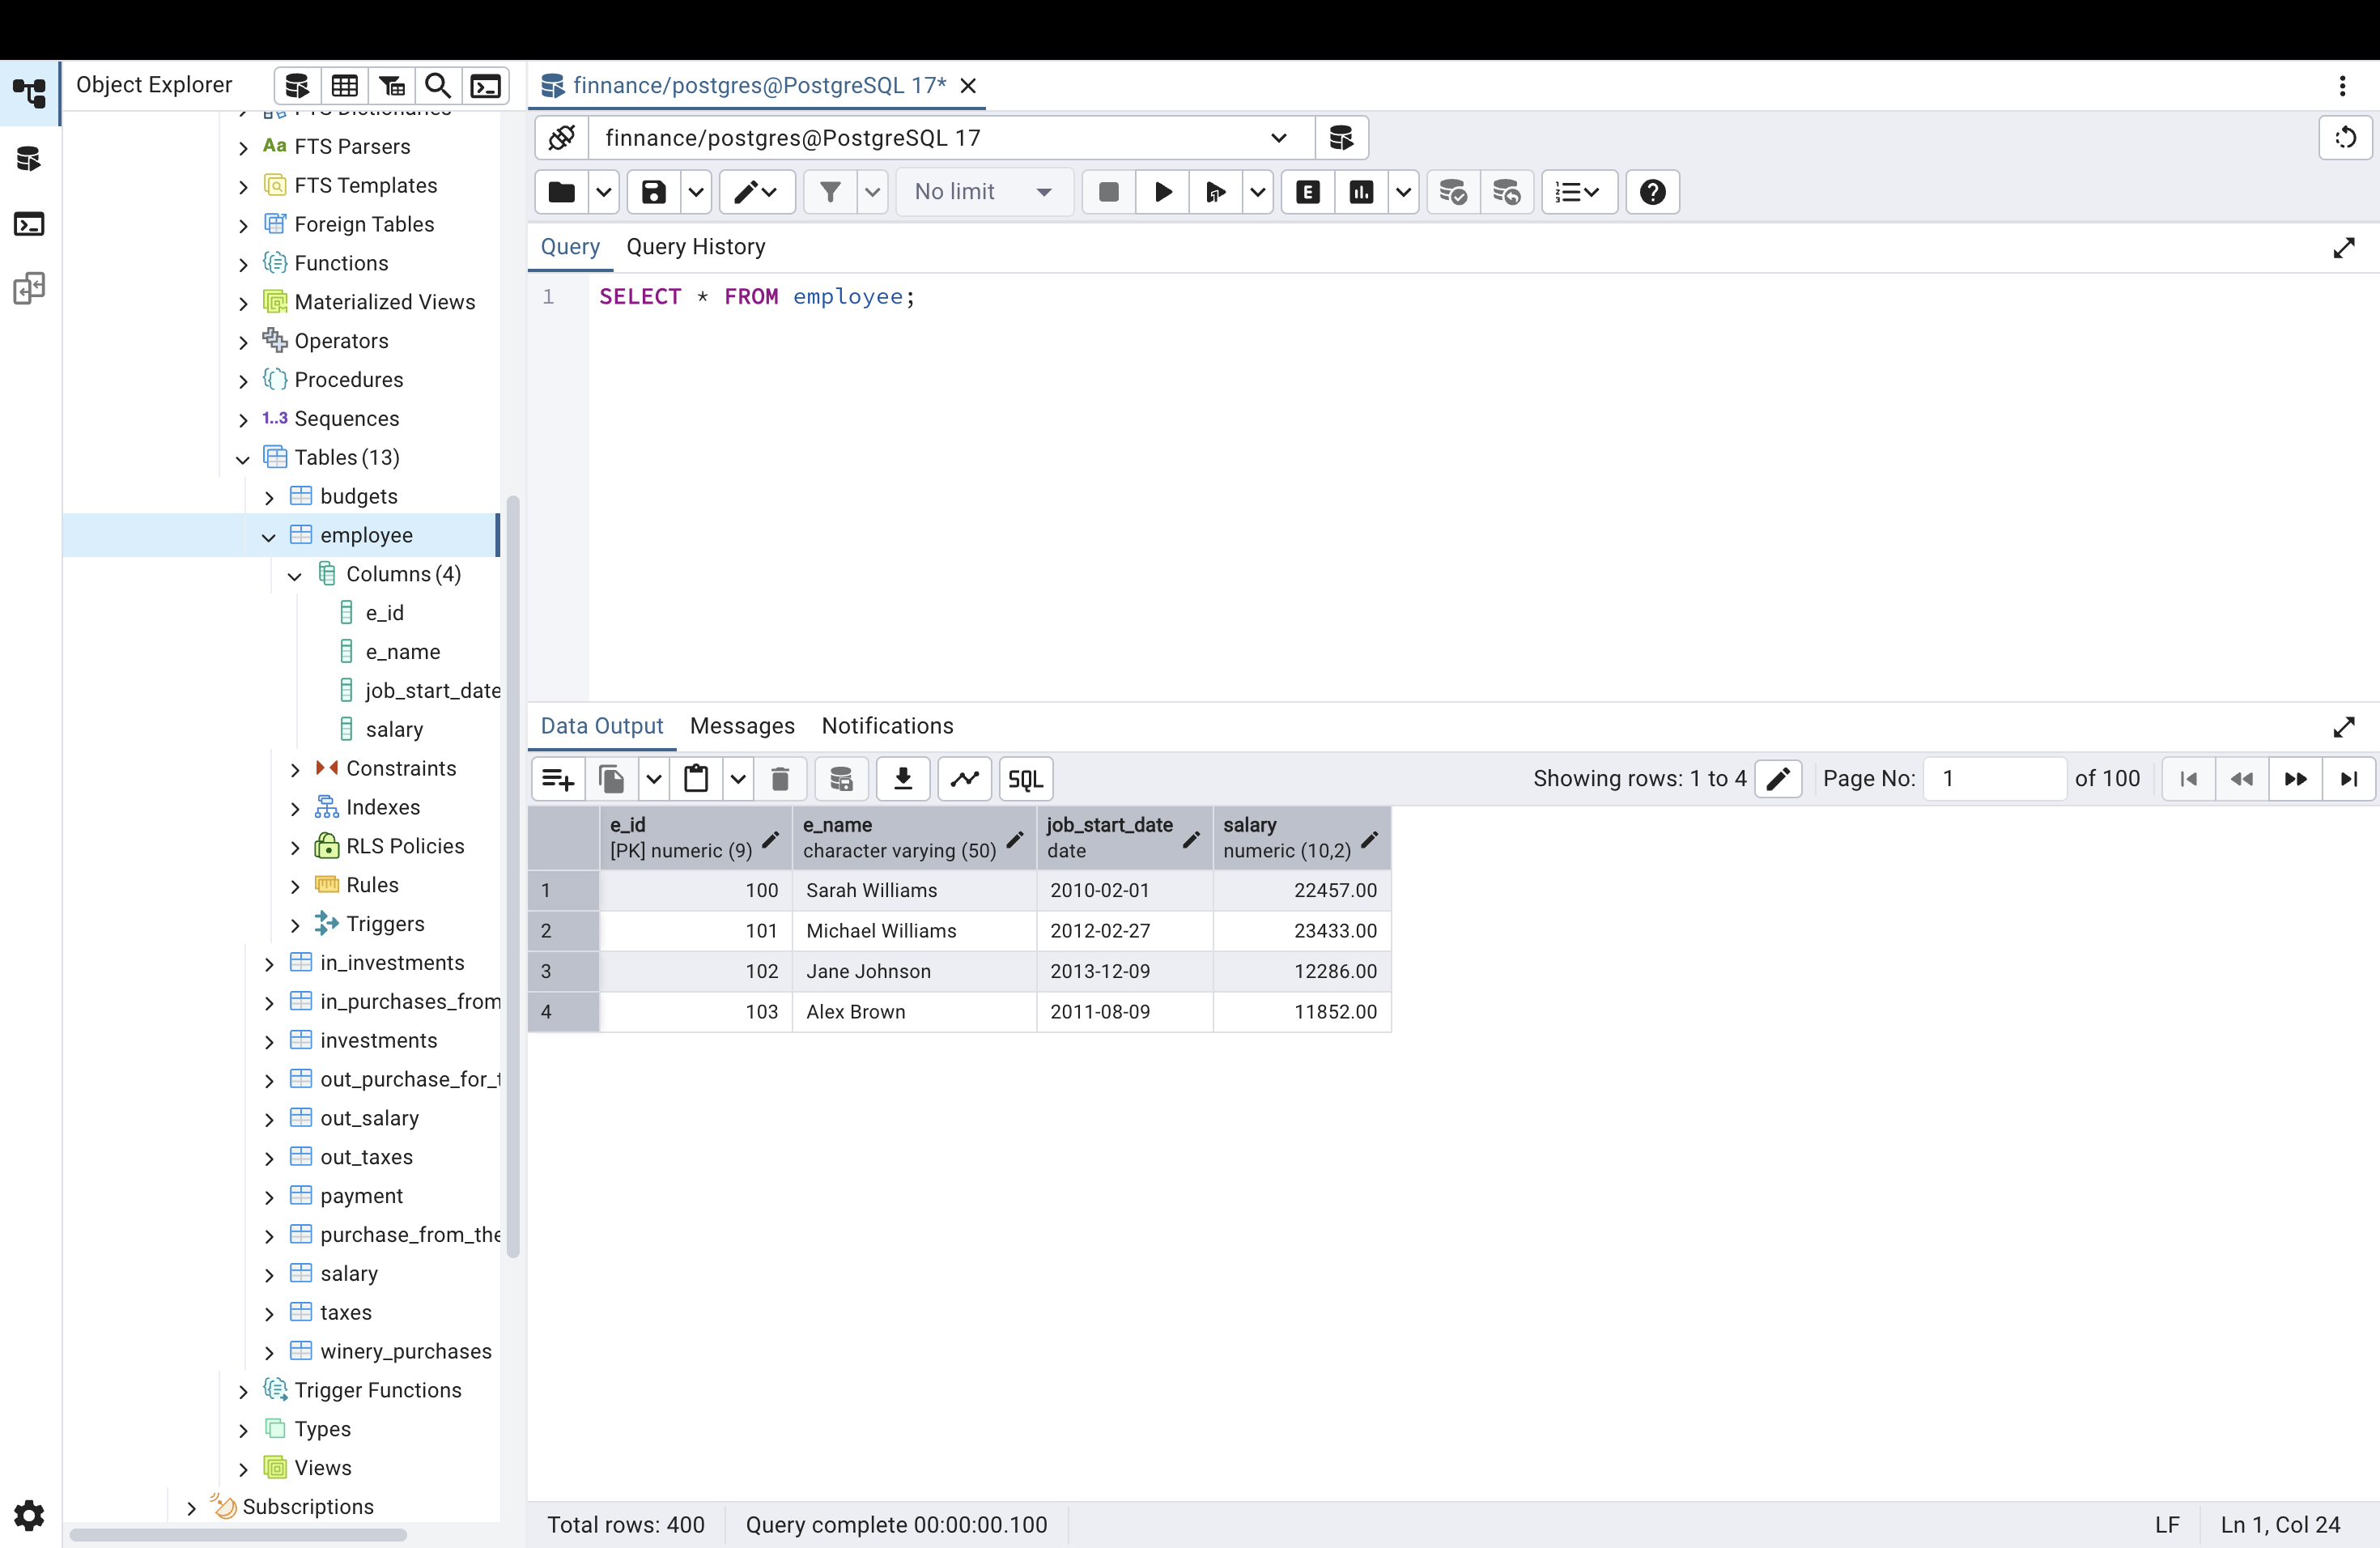 Object Explorer
finnance/postgres@PostgreSQL 17*
finnance/postgres@PostgreSQL 17
No limit
E
Query
Query History
1 SELECT * FROM employee;
FTS Dictionaries
Aa FTS Parsers
FTS Templates
Foreign Tables
Functions
Materialized Views
Operators
Procedures
1..3 Sequences
Tables (13)
budgets
employee
Columns (4)
e_id
e_name
job_start_date
salary
Constraints
Indexes
RLS Policies
Rules
Triggers
in_investments
in_purchases_from
investments
out_purchase_for_t
out_salary
out_taxes
payment
purchase_from_the
salary
taxes
winery_purchases
Trigger Functions
Types
Views
Subscriptions
Data Output
Messages
Notifications
SQL
Showing rows: 1 to 4
Page No: 1 of 100
e_id e_name job_start_date salary
[PK] numeric (9) character varying (50) date numeric (10,2)
1 100 Sarah Williams 2010-02-01 22457.00
2 101 Michael Williams 2012-02-27 23433.00
3 102 Jane Johnson 2013-12-09 12286.00
4 103 Alex Brown 2011-08-09 11852.00
Total rows: 400
Query complete 00:00:00.100
LF
Ln 1, Col 24